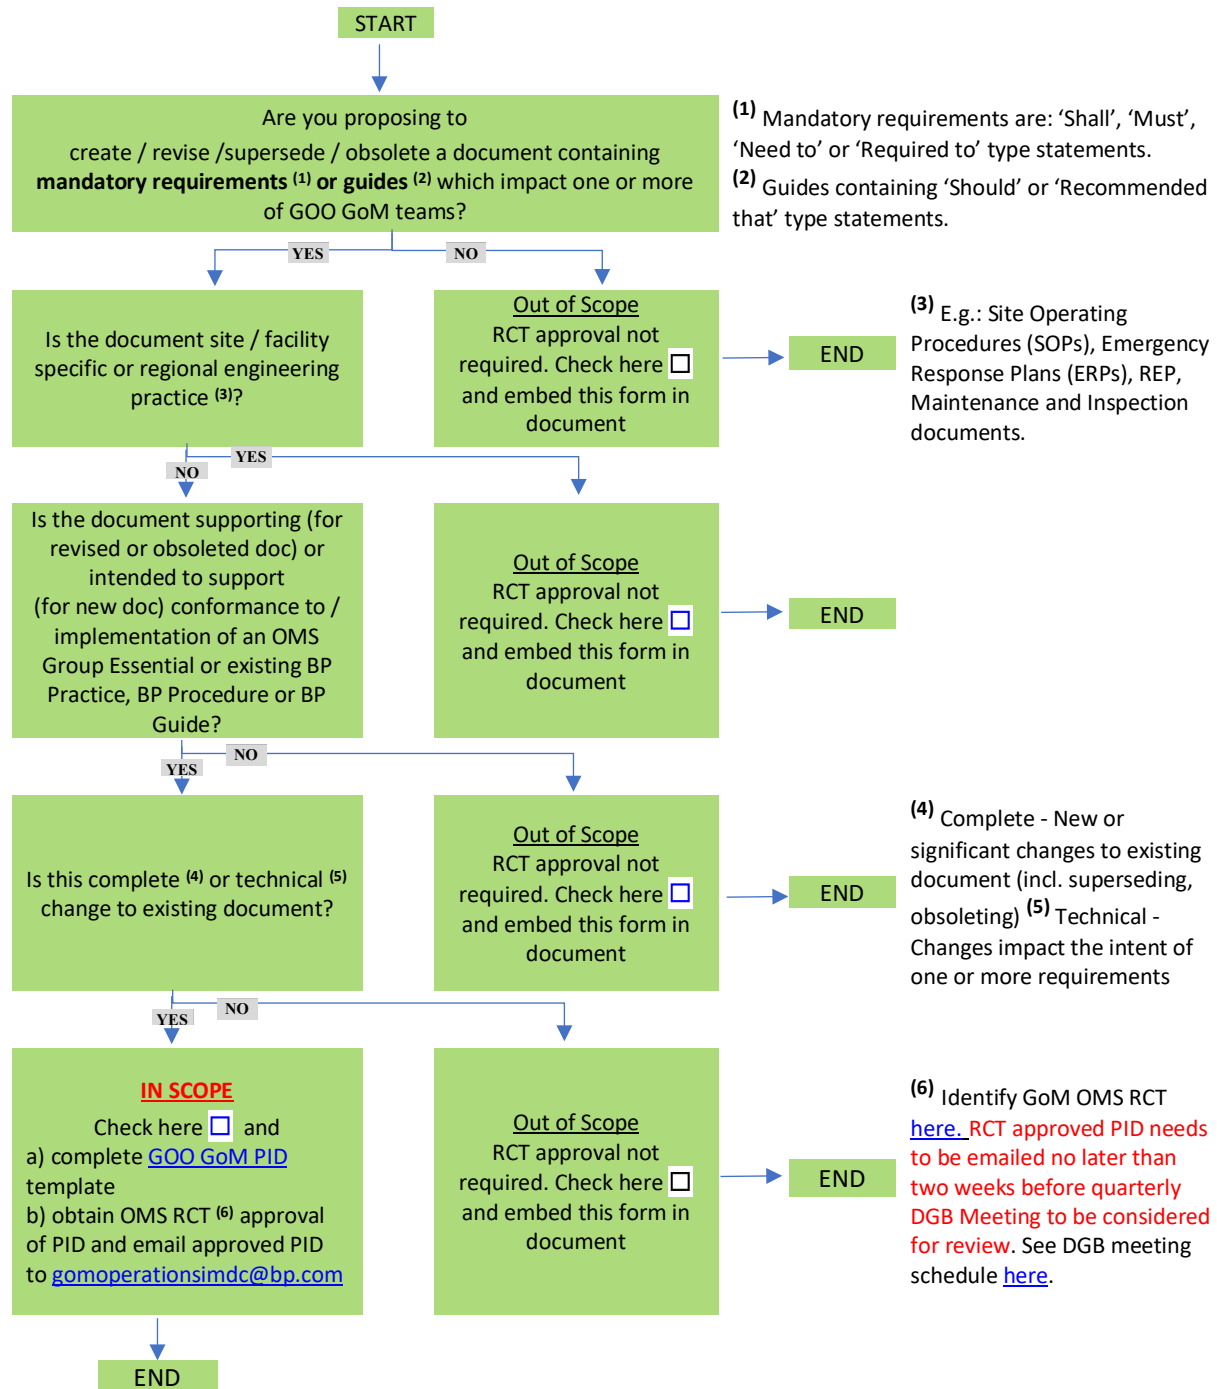 START
Are you proposing to
create / revise /supersede / obsolete a document containing
mandatory requirements (1) or guides (2) which impact one or more
of GOO GoM teams?
(1) Mandatory requirements are: ‘Shall’, ‘Must’,
‘Need to’ or ‘Required to’ type statements.
(2) Guides containing ‘Should’ or ‘Recommended
that’ type statements.
YES
NO
Is the document site / facility
specific or regional engineering
practice (3)?
Out of Scope
RCT approval not
required. Check here ☐
and embed this form in
document
END
(3) E.g.: Site Operating
Procedures (SOPs), Emergency
Response Plans (ERPs), REP,
Maintenance and Inspection
documents.
YES
NO
Is the document supporting (for
revised or obsoleted doc) or
intended to support
(for new doc) conformance to /
implementation of an OMS
Group Essential or existing BP
Practice, BP Procedure or BP
Guide?
Out of Scope
RCT approval not
required. Check here ☐
and embed this form in
document
END
NO
YES
Is this complete (4) or technical (5)
change to existing document?
Out of Scope
RCT approval not
required. Check here ☐
and embed this form in
document
END
(4) Complete - New or
significant changes to existing
document (incl. superseding,
obsoleting) (5) Technical -
Changes impact the intent of
one or more requirements
NO
YES
IN SCOPE
Check here ☐ and
a) complete GOO GoM PID
template
b) obtain OMS RCT (6) approval
of PID and email approved PID
to gomoperationsimdc@bp.com
Out of Scope
RCT approval not
required. Check here ☐
and embed this form in
document
END
(6) Identify GoM OMS RCT
here. RCT approved PID needs
to be emailed no later than
two weeks before quarterly
DGB Meeting to be considered
for review. See DGB meeting
schedule here.
END